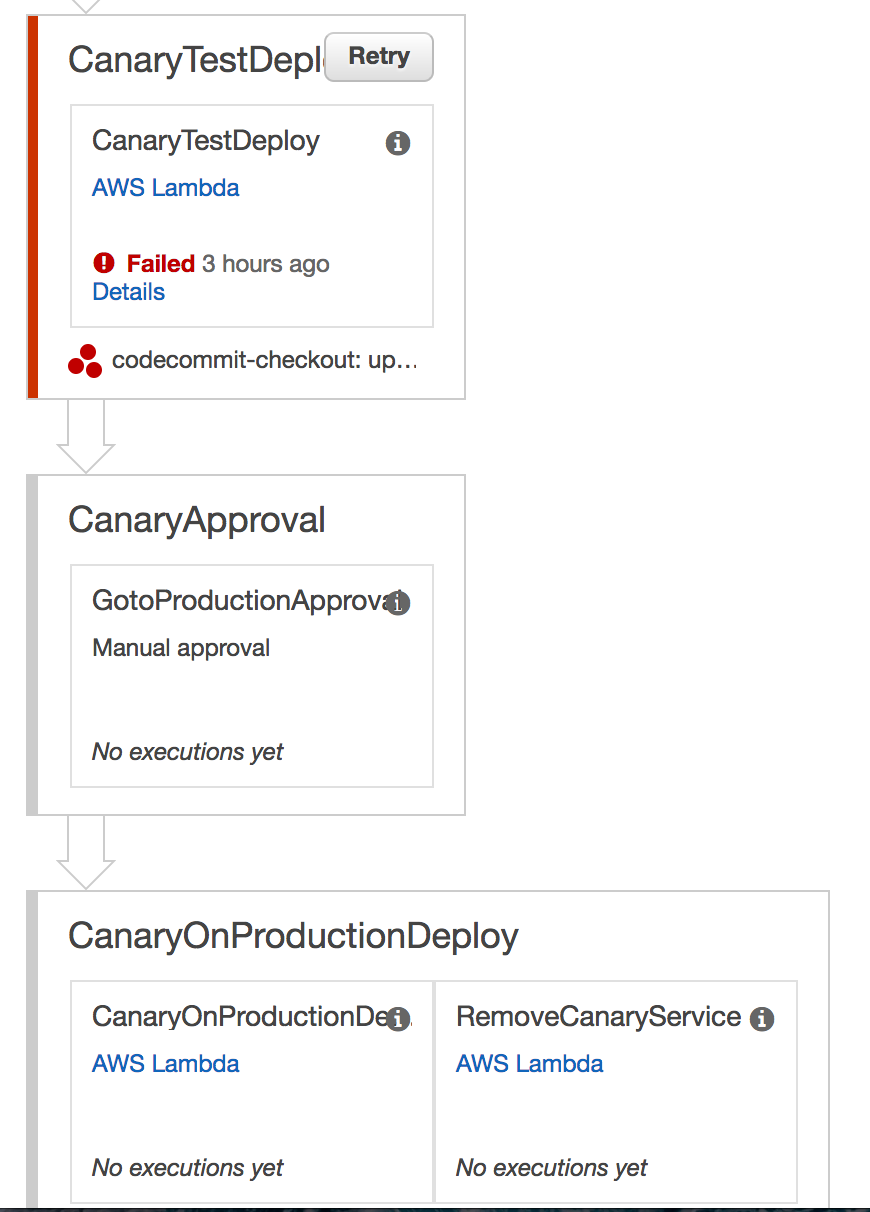 CanaryTestDepl
Retry
CanaryTestDeploy
AWS Lambda
Failed 3 hours ago
Details
codecommit-checkout: up...
CanaryApproval
GotoProductionApproval
Manual approval
No executions yet
CanaryOnProductionDeploy
CanaryOnProductionDe...
RemoveCanaryService
AWS Lambda
AWS Lambda
No executions yet
No executions yet